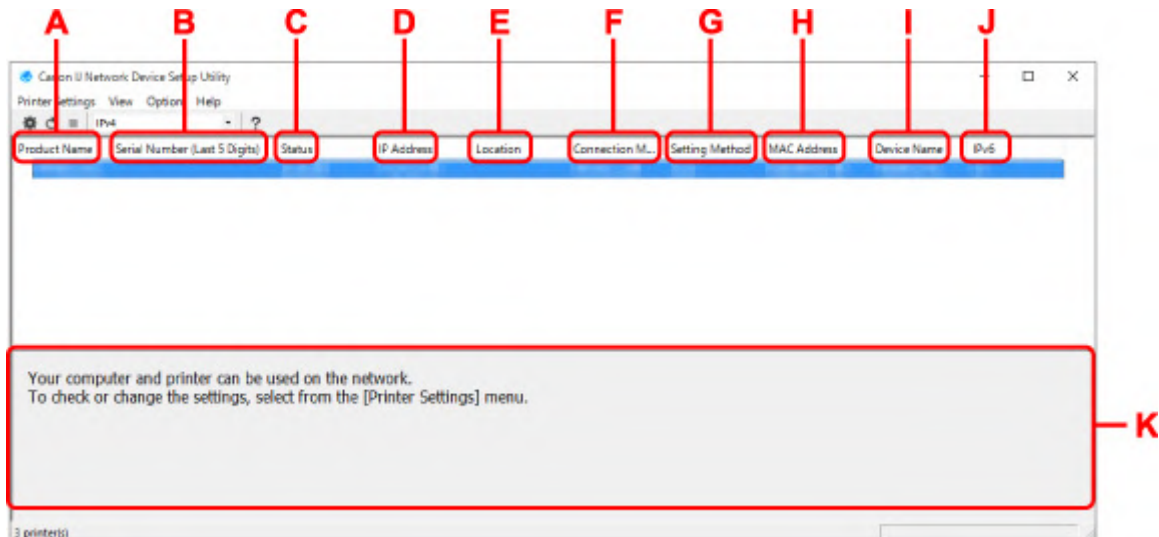 A B C D E F G H I J
Canon IJ Network Device Setup Utility
Printer Settings View Option Help
IPv4 ?
Product Name Serial Number (Last 5 Digits) Status IP Address Location Connection M... Setting Method MAC Address Device Name IPv6
Your computer and printer can be used on the network.
To check or change the settings, select from the [Printer Settings] menu.
K
3 printer(s)